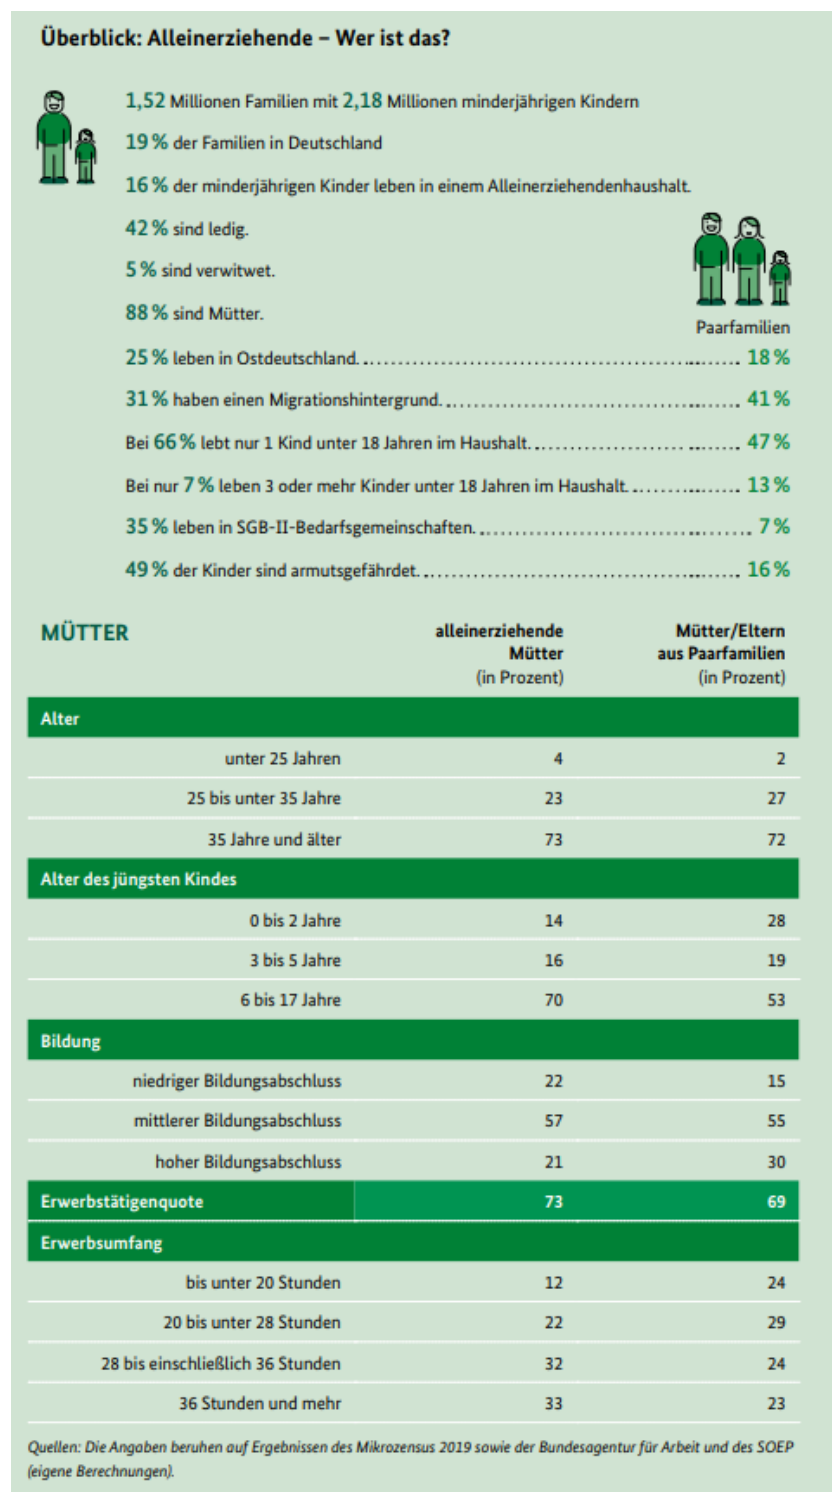 Überblick: Alleinerziehende – Wer ist das?
1,52 Millionen Familien mit 2,18 Millionen minderjährigen Kindern
19 % der Familien in Deutschland
16 % der minderjährigen Kinder leben in einem Alleinerziehendenhaushalt.
42 % sind ledig.
5 % sind verwitwet.
88 % sind Mütter.
Paarfamilien
25 % leben in Ostdeutschland. 18 %
31 % haben einen Migrationshintergrund. 41 %
Bei 66 % lebt nur 1 Kind unter 18 Jahren im Haushalt. 47 %
Bei nur 7 % leben 3 oder mehr Kinder unter 18 Jahren im Haushalt. 13 %
35 % leben in SGB-II-Bedarfsgemeinschaften. 7 %
49 % der Kinder sind armutsgefährdet. 16 %
MÜTTER alleinerziehende Mütter/Eltern
Mütter aus Paarfamilien
(in Prozent) (in Prozent)
Alter
unter 25 Jahren 4 2
25 bis unter 35 Jahre 23 27
35 Jahre und älter 73 72
Alter des jüngsten Kindes
0 bis 2 Jahre 14 28
3 bis 5 Jahre 16 19
6 bis 17 Jahre 70 53
Bildung
niedriger Bildungsabschluss 22 15
mittlerer Bildungsabschluss 57 55
hoher Bildungsabschluss 21 30
Erwerbstätigenquote 73 69
Erwerbsumfang
bis unter 20 Stunden 12 24
20 bis unter 28 Stunden 22 29
28 bis einschließlich 36 Stunden 32 24
36 Stunden und mehr 33 23
Quellen: Die Angaben beruhen auf Ergebnissen des Mikrozensus 2019 sowie der Bundesagentur für Arbeit und des SOEP
(eigene Berechnungen).